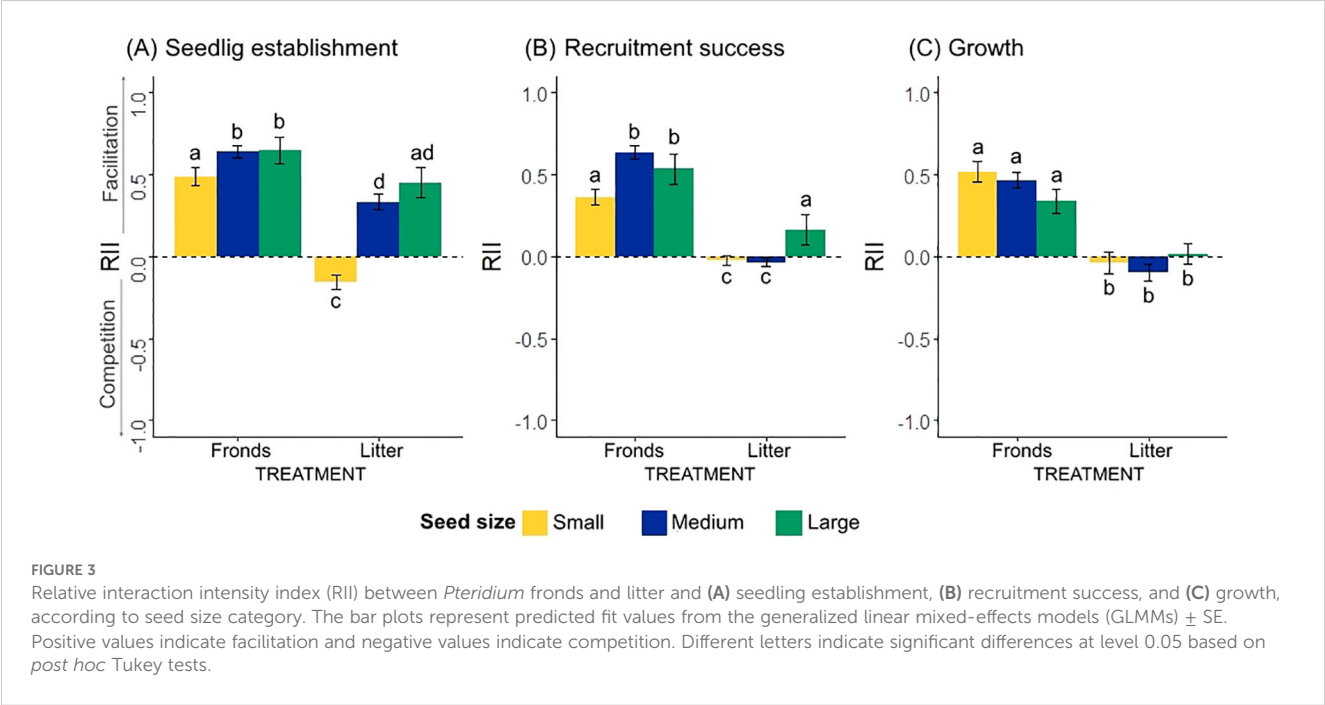 (A) Seedlig establishment
Facilitation
Competition
RII
1.0
0.5
0.0
-0.5
-1.0
a
b
b
c
d
ad
Fronds
Litter
TREATMENT
(B) Recruitment success
RII
1.0
0.5
0.0
-0.5
-1.0
a
b
b
c
c
a
Fronds
Litter
TREATMENT
(C) Growth
RII
1.0
0.5
0.0
-0.5
-1.0
a
a
a
b
b
b
Fronds
Litter
TREATMENT
Seed size Small Medium Large
FIGURE 3
Relative interaction intensity index (RII) between Pteridium fronds and litter and (A) seedling establishment, (B) recruitment success, and (C) growth,
according to seed size category. The bar plots represent predicted fit values from the generalized linear mixed-effects models (GLMMs) ± SE.
Positive values indicate facilitation and negative values indicate competition. Different letters indicate significant differences at level 0.05 based on
post hoc Tukey tests.